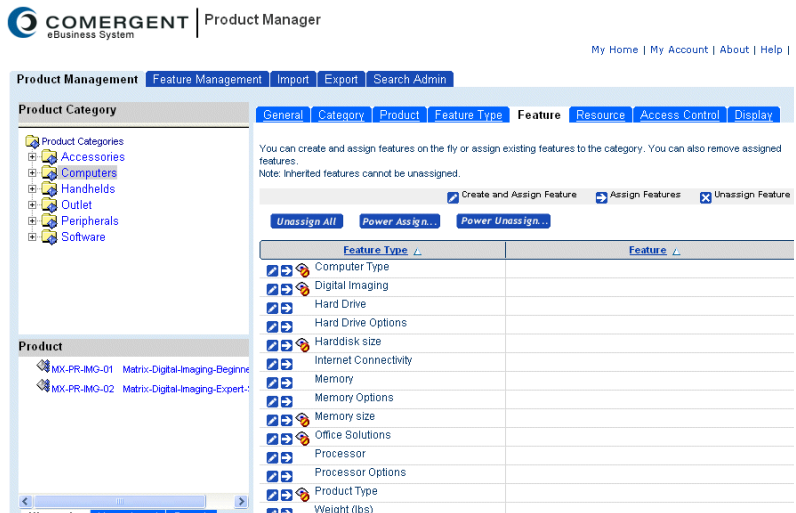 COMERGENT
eBusiness System
Product Manager
My Home | My Account | About | Help |
Product Management Feature Management Import Export Search Admin
Product Category
Product Categories
Accessories
Computers
Handhelds
Outlet
Peripherals
Software
Product
MX-PR-IMG-01 Matrix-Digital-Imaging-Beginne
MX-PR-IMG-02 Matrix-Digital-Imaging-Expert-
General Category Product Feature Type Feature Resource Access Control Display
You can create and assign features on the fly or assign existing features to the category. You can also remove assigned
features.
Note: Inherited features cannot be unassigned.
Create and Assign Feature Assign Features Unassign Feature
Unassign All Power Assign... Power Unassign...
Feature Type Feature
Computer Type
Digital Imaging
Hard Drive
Hard Drive Options
Harddisk size
Internet Connectivity
Memory
Memory Options
Memory size
Office Solutions
Processor
Processor Options
Product Type
Weight (lbs)